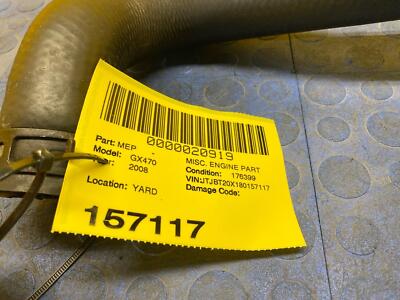 0000020919
Part: MEP - MISC. ENGINE PART
Model: GX470 Condition: 176399
2008 VIN:JTJBT20X180157117
Damage Code:
Location: YARD
157117